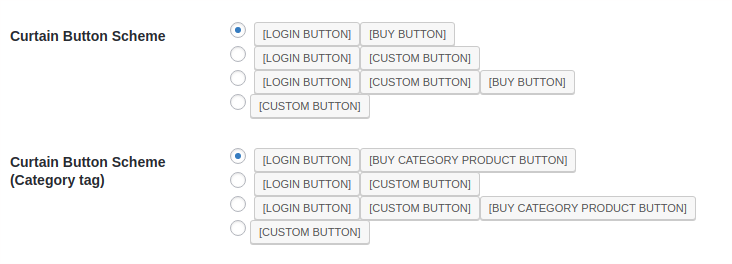 Curtain Button Scheme
[LOGIN BUTTON] [BUY BUTTON]
[LOGIN BUTTON] [CUSTOM BUTTON]
[LOGIN BUTTON] [CUSTOM BUTTON] [BUY BUTTON]
[CUSTOM BUTTON]
Curtain Button Scheme
(Category tag)
[LOGIN BUTTON] [BUY CATEGORY PRODUCT BUTTON]
[LOGIN BUTTON] [CUSTOM BUTTON]
[LOGIN BUTTON] [CUSTOM BUTTON] [BUY CATEGORY PRODUCT BUTTON]
[CUSTOM BUTTON]